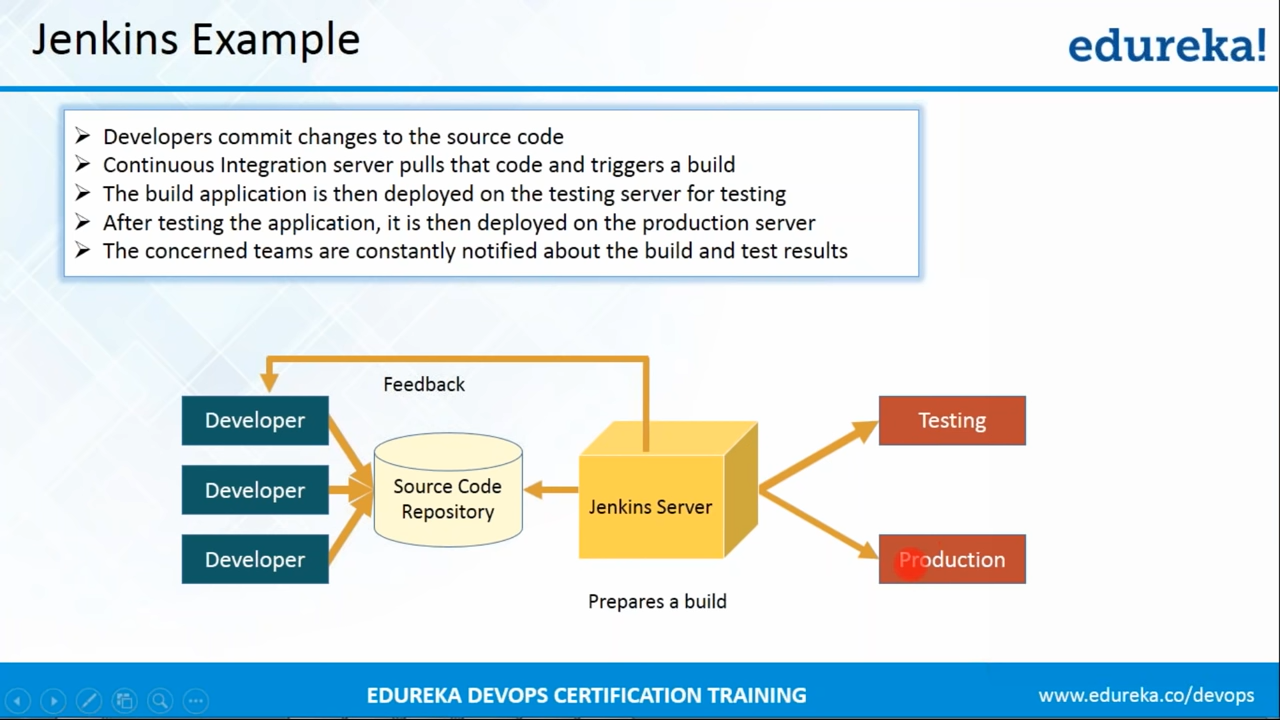 Jenkins Example
edureka!
➢ Developers commit changes to the source code
➢ Continuous Integration server pulls that code and triggers a build
➢ The build application is then deployed on the testing server for testing
➢ After testing the application, it is then deployed on the production server
➢ The concerned teams are constantly notified about the build and test results
Feedback
Developer
Developer
Developer
Source Code
Repository
Jenkins Server
Prepares a build
Testing
Production
EDUREKA DEVOPS CERTIFICATION TRAINING
www.edureka.co/devops